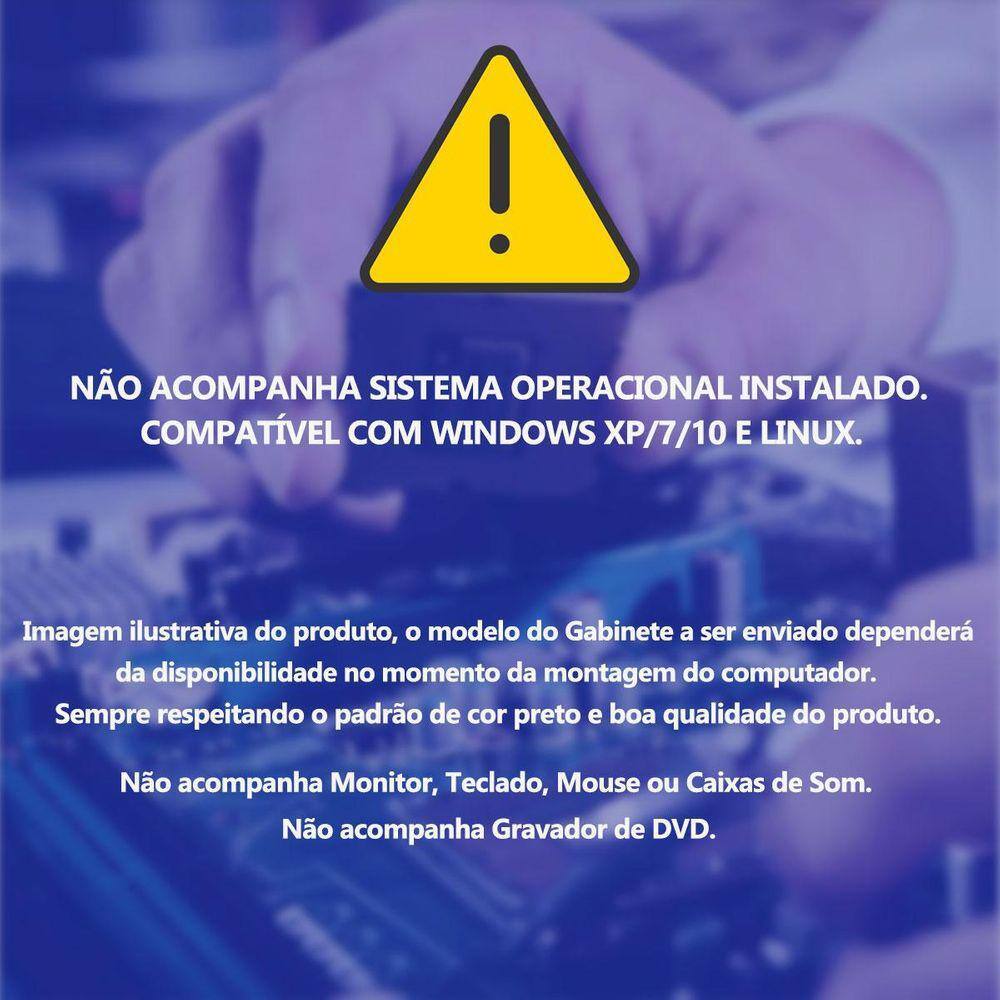 NÃO ACOMPANHA SISTEMA OPERACIONAL INSTALADO.
COMPATÍVEL COM WINDOWS XP/7/10 E LINUX.
Imagem ilustrativa do produto, o modelo do Gabinete a ser enviado dependerá
da disponibilidade no momento da montagem do computador.
Sempre respeitando o padrão de cor preto e boa qualidade do produto.
Não acompanha Monitor, Teclado, Mouse ou Caixas de Som.
Não acompanha Gravador de DVD.